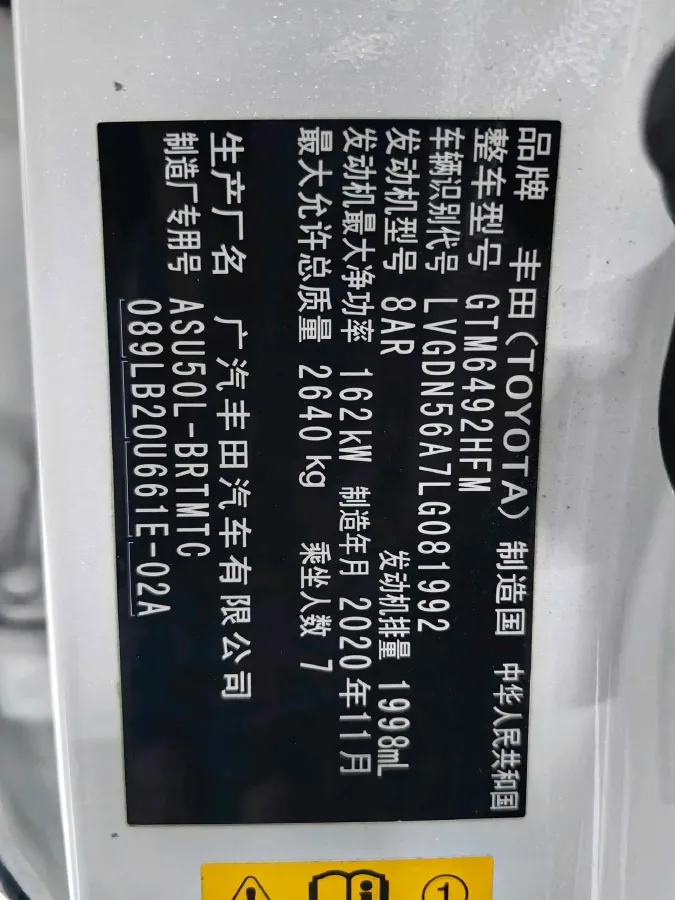 品牌 丰田(TOYOTA) 制造国 中华人民共和国
整车型号 GTM6492HFM
车辆识别代号 LVGDN56A7LG081992
发动机型号 8AR 发动机排量 1998mL
发动机最大净功率 162kW 制造年月 2020年11月
最大允许总质量 2640kg 乘坐人数 7
生产厂名 广汽丰田汽车有限公司
制造厂专用号 ASU50L-BRTMTC
089LB20U661E-02A
i 1